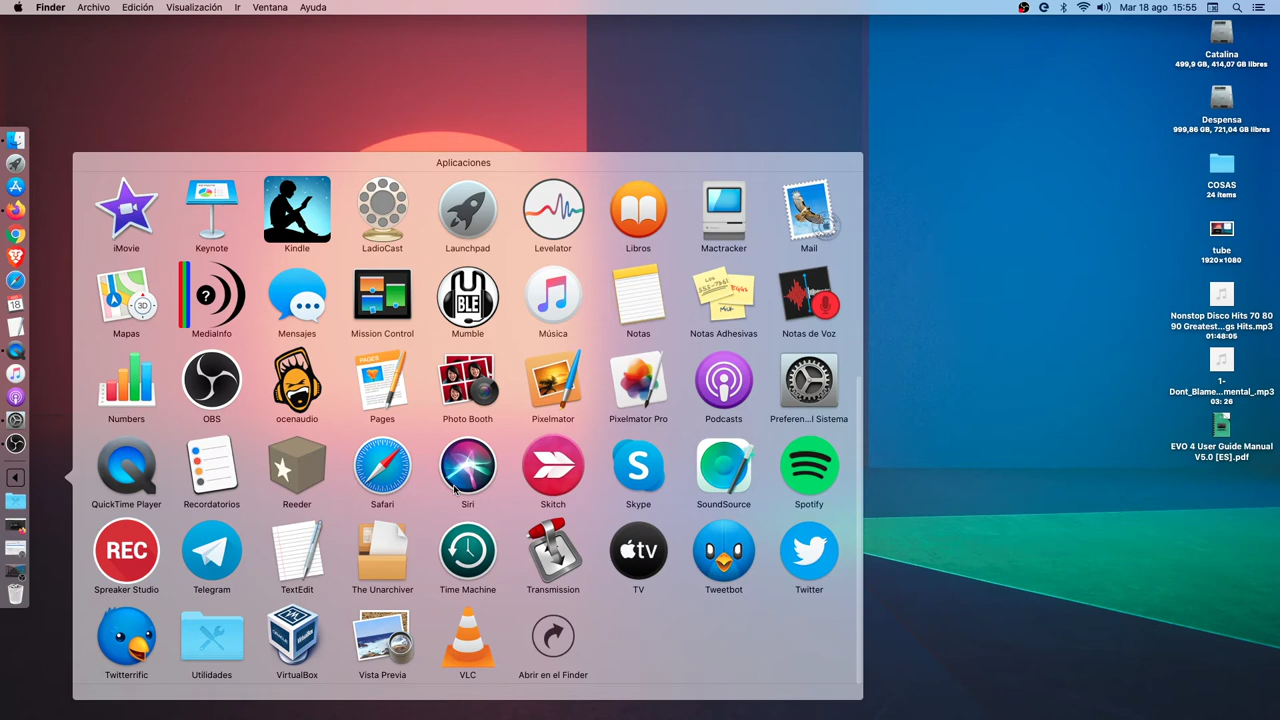 Finder Archivo Edición Visualización Ir Ventana Ayuda Mar 18 ago 15:55
Catalina
499,9 GB, 414,07 GB libres
Despensa
999,86 GB, 721,04 GB libres
COSAS
24 ítems
tube
1920×1080
Nonstop Disco Hits 70 80
90 Greatest...gs Hits.mp3
01:48:05
1-
Dont_Blame...mental_.mp3
03: 26
EVO 4 User Guide Manual
V5.0 [ES].pdf
18
Aplicaciones
iMovie Keynote Kindle LadioCast Launchpad Levelator Libros Mactracker Mail
3D
?
BLE
Mapas MediaInfo Mensajes Mission Control Mumble Música Notas Notas Adhesivas Notas de Voz
PAGES
Numbers OBS ocenaudio Pages Photo Booth Pixelmator Pixelmator Pro Podcasts Preferen...l Sistema
S
QuickTime Player Recordatorios Reeder Safari Siri Skitch Skype SoundSource Spotify
REC
tv
Spreaker Studio Telegram TextEdit The Unarchiver Time Machine Transmission TV Tweetbot Twitter
Twitterrific Utilidades VirtualBox Vista Previa VLC Abrir en el Finder